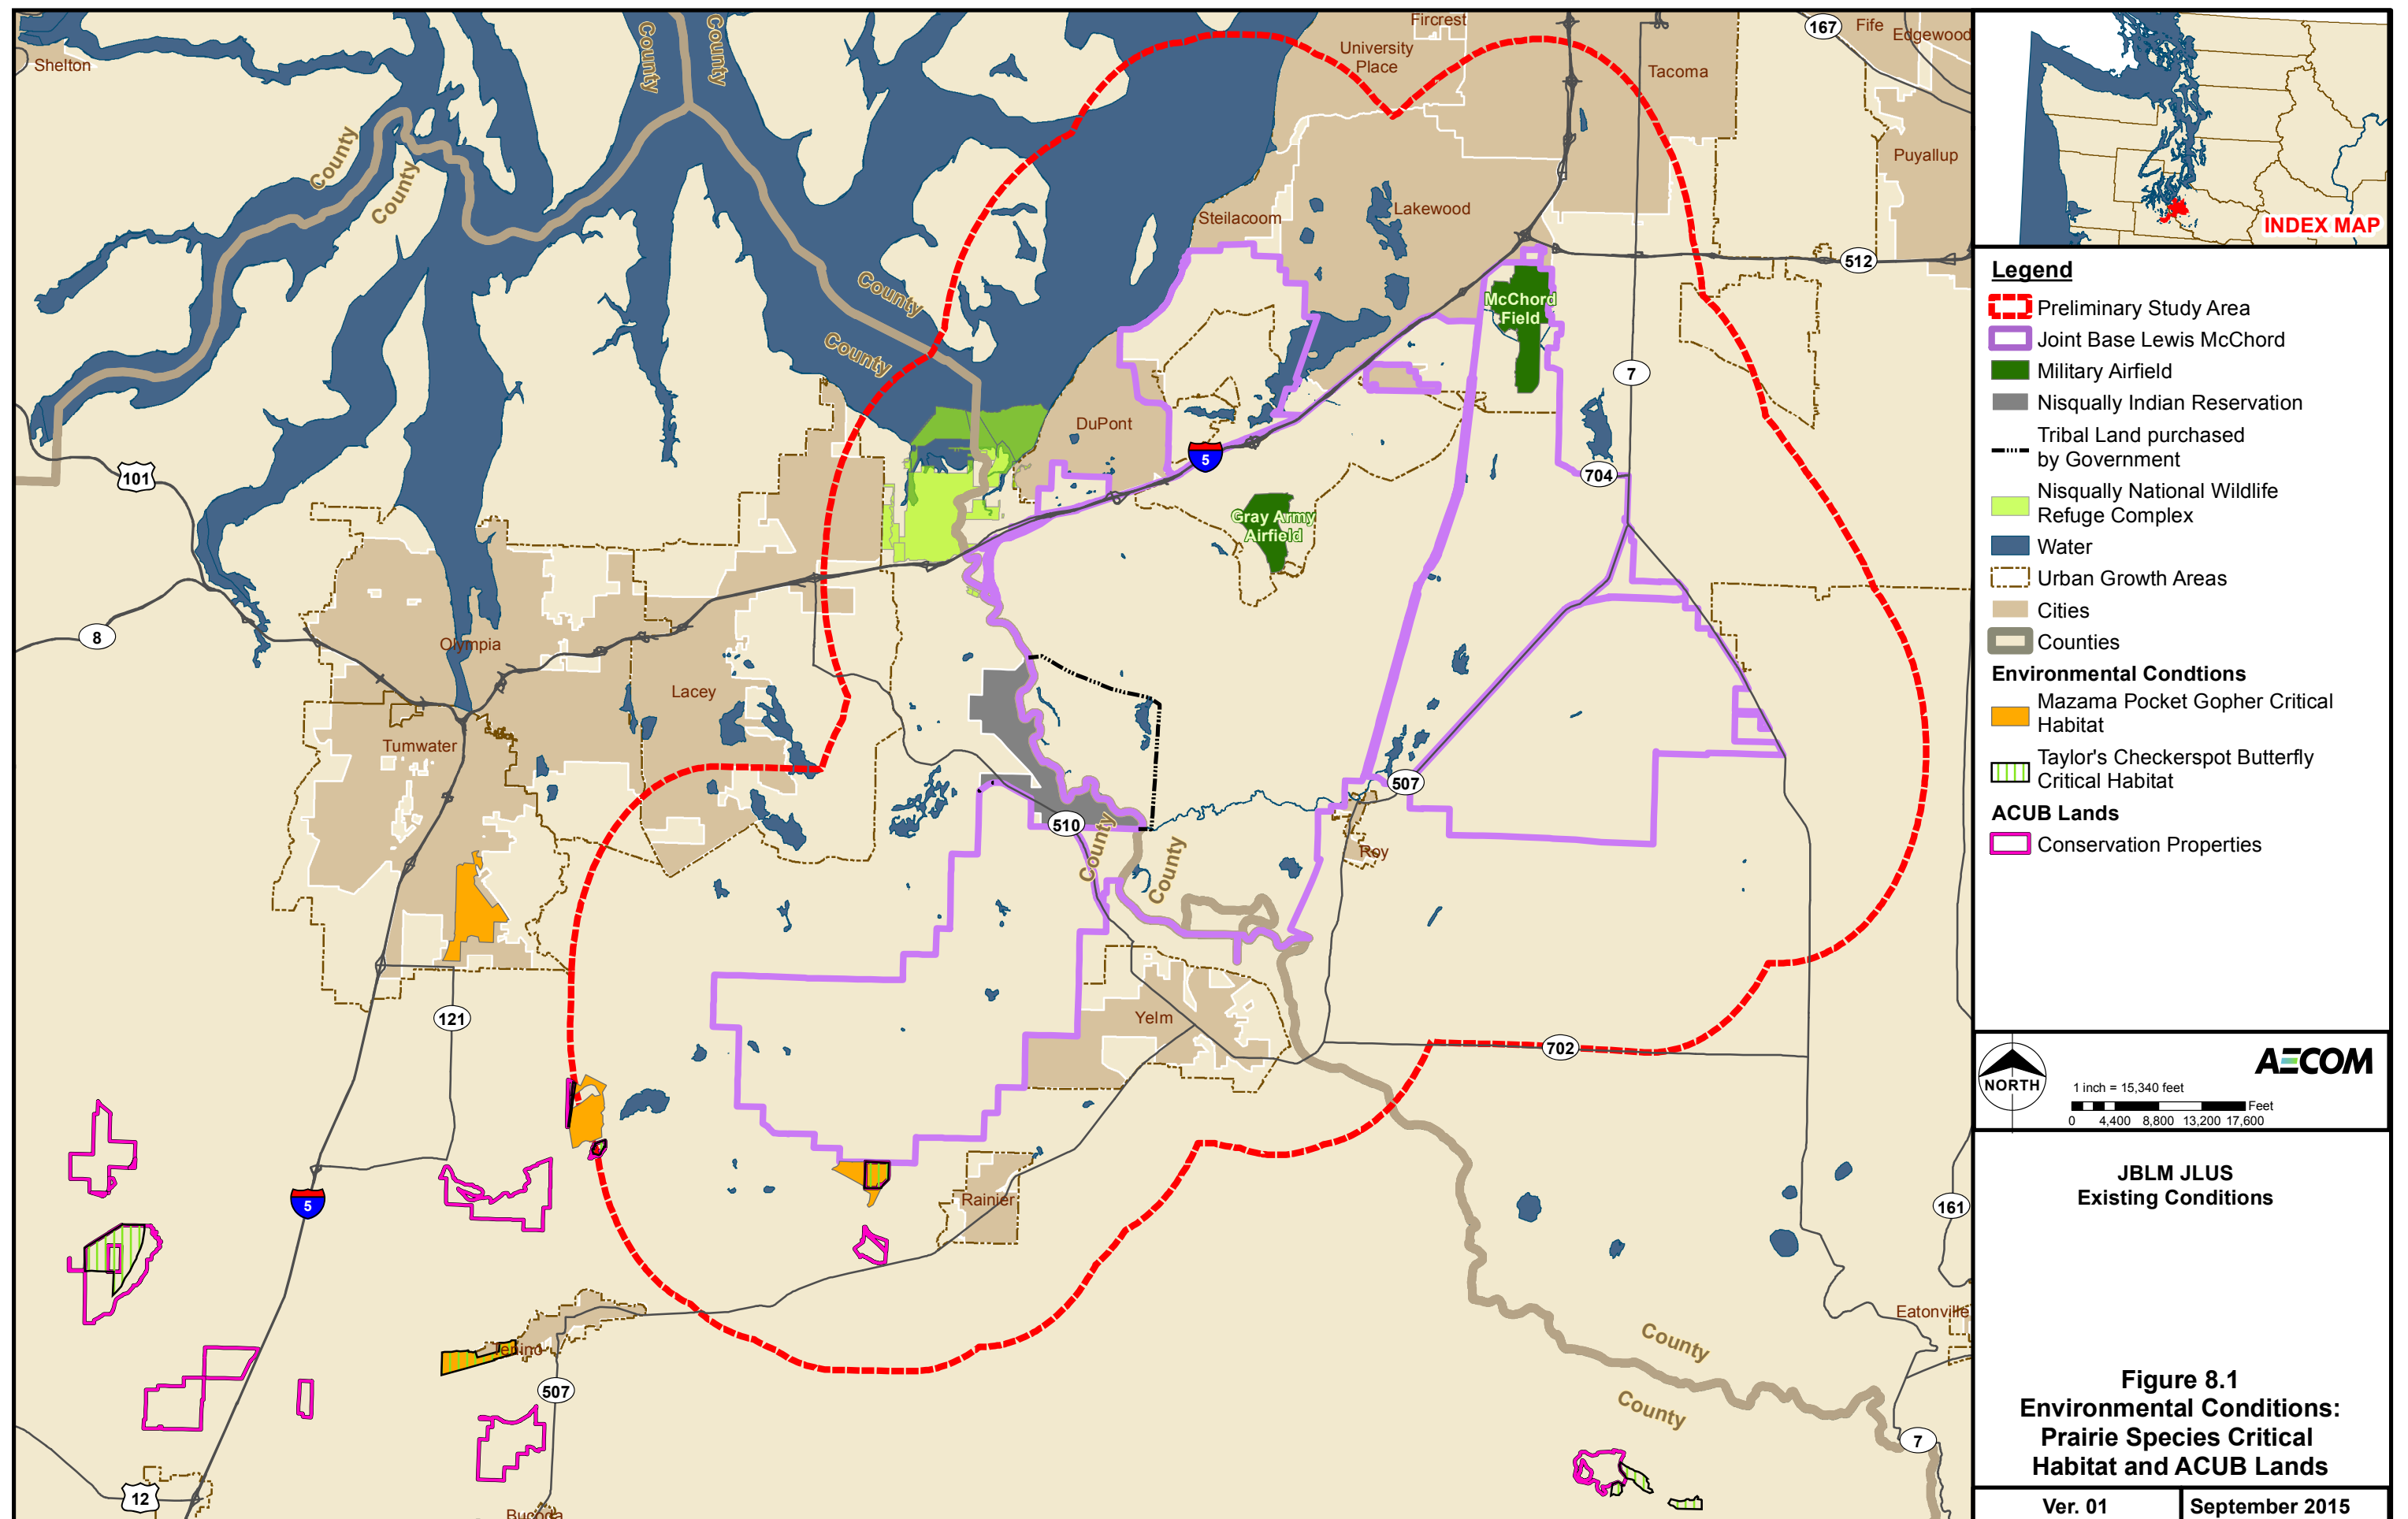 Shelton
County
County
County
County
Fircrest
University
Place
Tacoma
167
Fife
Edgewood
Puyallup
Steilacoom
Lakewood
512
McChord
Field
County
County
7
DuPont
5
704
101
Gray Army
Airfield
8
Olympia
Lacey
Tumwater
507
510
County
County
Roy
121
Yelm
702
5
Rainier
161
Tenino
507
Eatonville
County
County
7
12
Bucoda
INDEX MAP
Legend
Preliminary Study Area
Joint Base Lewis McChord
Military Airfield
Nisqually Indian Reservation
Tribal Land purchased
by Government
Nisqually National Wildlife
Refuge Complex
Water
Urban Growth Areas
Cities
Counties
Environmental Condtions
Mazama Pocket Gopher Critical
Habitat
Taylor's Checkerspot Butterfly
Critical Habitat
ACUB Lands
Conservation Properties
NORTH
AECOM
1 inch = 15,340 feet
Feet
0 4,400 8,800 13,200 17,600
JBLM JLUS
Existing Conditions
Figure 8.1
Environmental Conditions:
Prairie Species Critical
Habitat and ACUB Lands
Ver. 01
September 2015